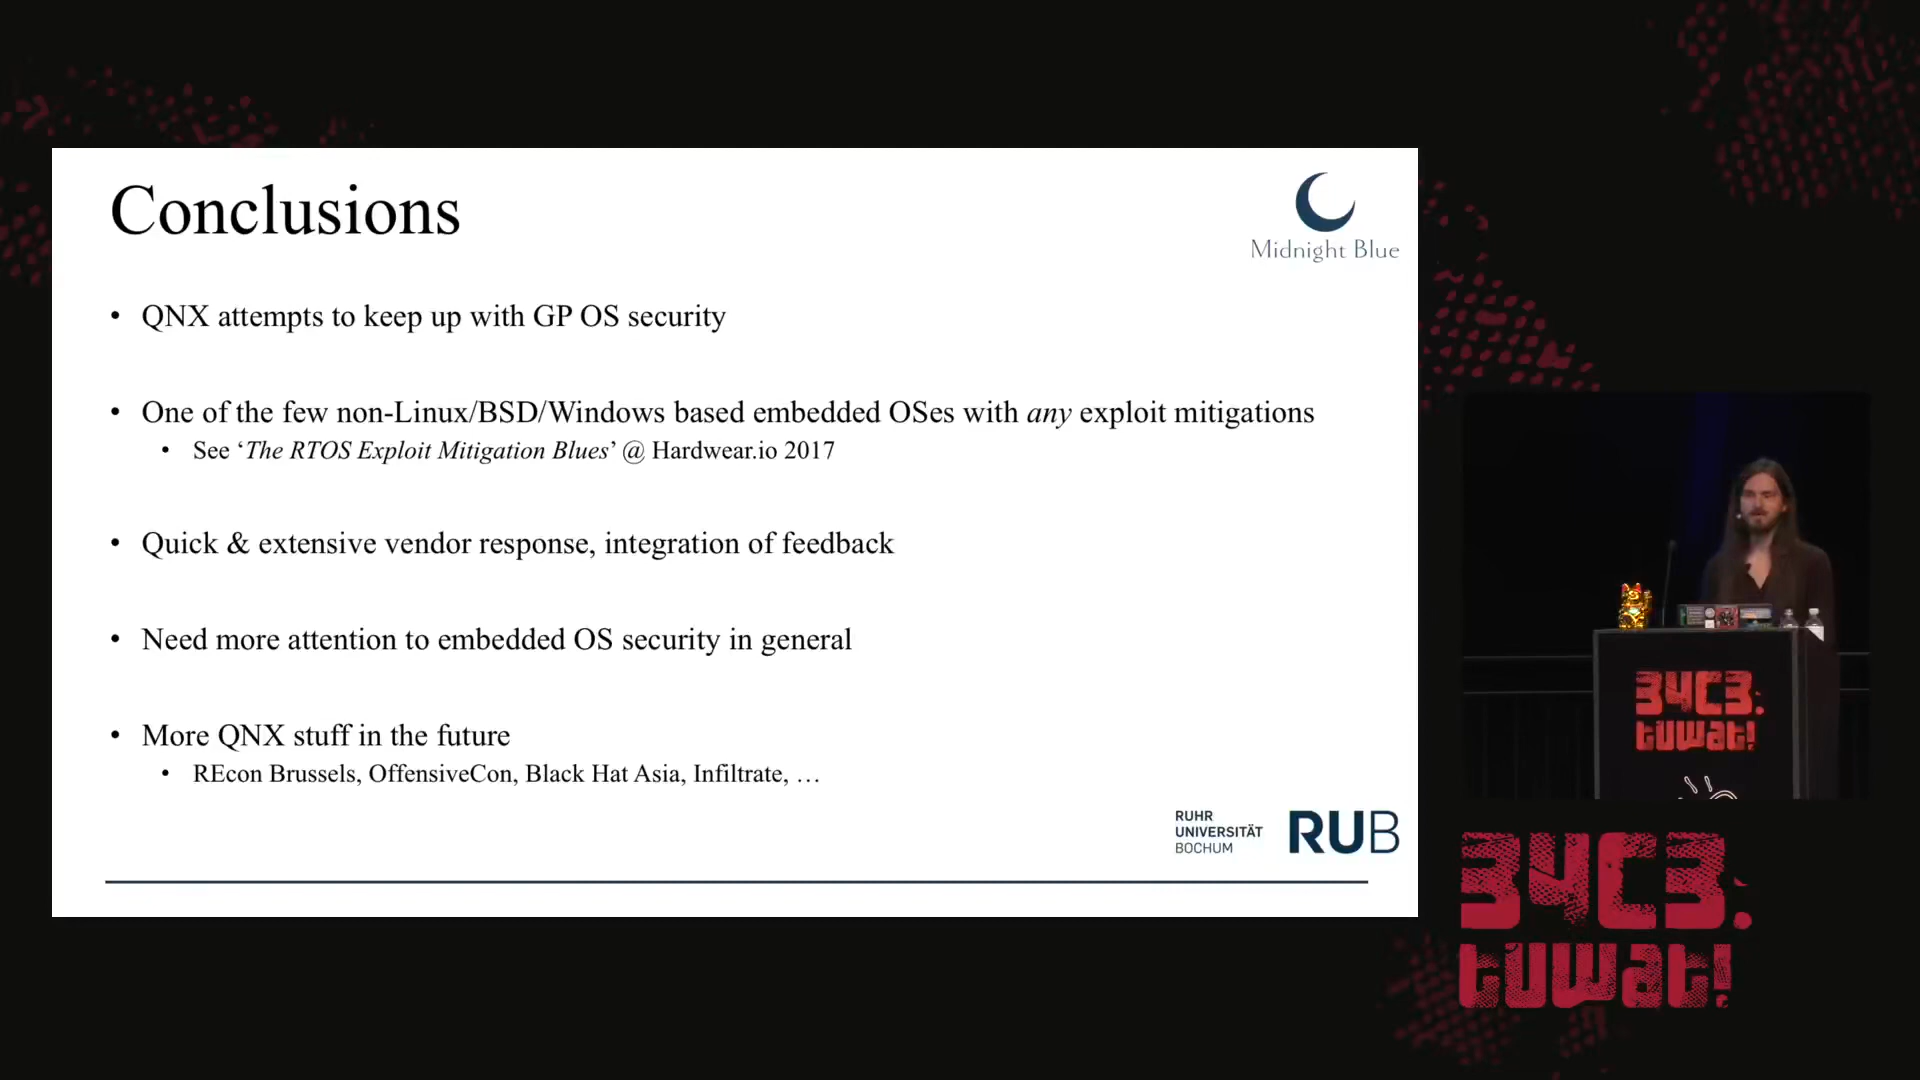 Conclusions
Midnight Blue
• QNX attempts to keep up with GP OS security
• One of the few non-Linux/BSD/Windows based embedded OSes with any exploit mitigations
• See ‘The RTOS Exploit Mitigation Blues’ @ Hardwear.io 2017
• Quick & extensive vendor response, integration of feedback
• Need more attention to embedded OS security in general
• More QNX stuff in the future
• REcon Brussels, OffensiveCon, Black Hat Asia, Infiltrate, …
RUHR
UNIVERSITÄT
BOCHUM
RUB
34C3:
tuwat!
34C3:
tuwat!